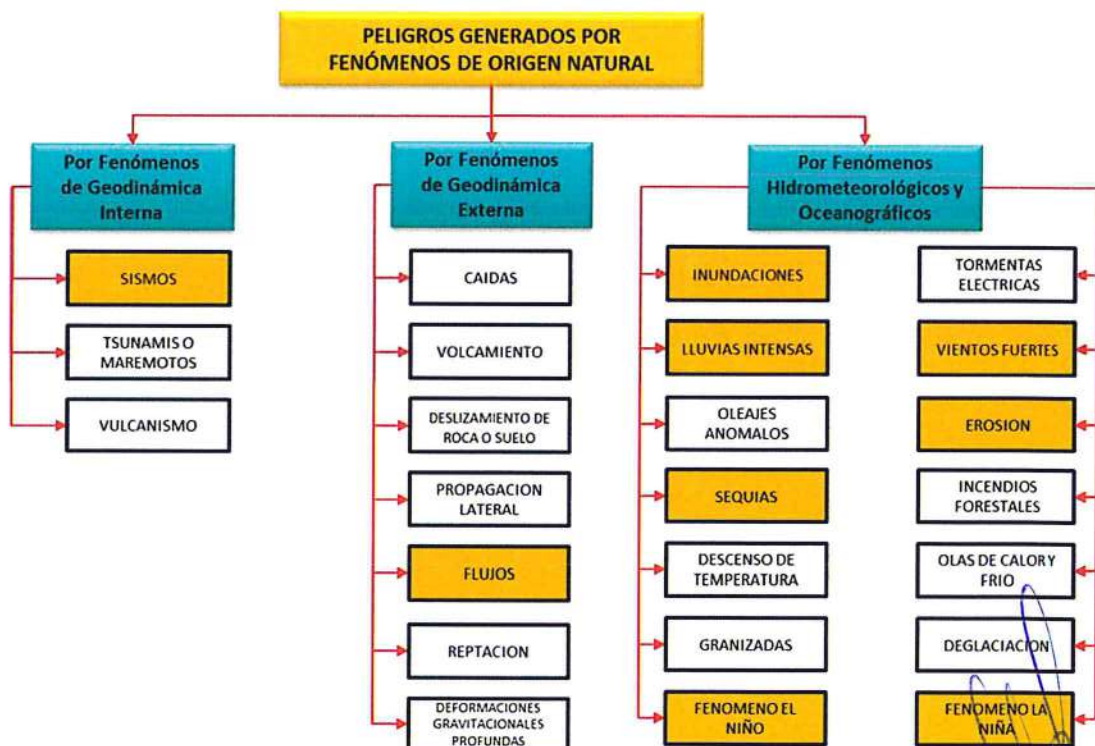 PELIGROS GENERADOS POR
FENÓMENOS DE ORIGEN NATURAL
Por Fenómenos
de Geodinámica
Interna
SISMOS
TSUNAMIS O
MAREMOTOS
VULCANISMO
Por Fenómenos
de Geodinámica
Externa
CAIDAS
VOLCAMIENTO
DESLIZAMIENTO DE
ROCA O SUELO
PROPAGACION
LATERAL
FLUJOS
REPTACION
DEFORMACIONES
GRAVITACIONALES
PROFUNDAS
Por Fenómenos
Hidrometeorológicos y
Oceanográficos
INUNDACIONES
LLUVIAS INTENSAS
OLEAJES
ANOMALOS
SEQUIAS
DESCENSO DE
TEMPERATURA
GRANIZADAS
FENOMENO EL
NIÑO
TORMENTAS
ELECTRICAS
VIENTOS FUERTES
EROSION
INCENDIOS
FORESTALES
OLAS DE CALOR Y
FRIO
DEGLACIACION
FENOMENO LA
NIÑA